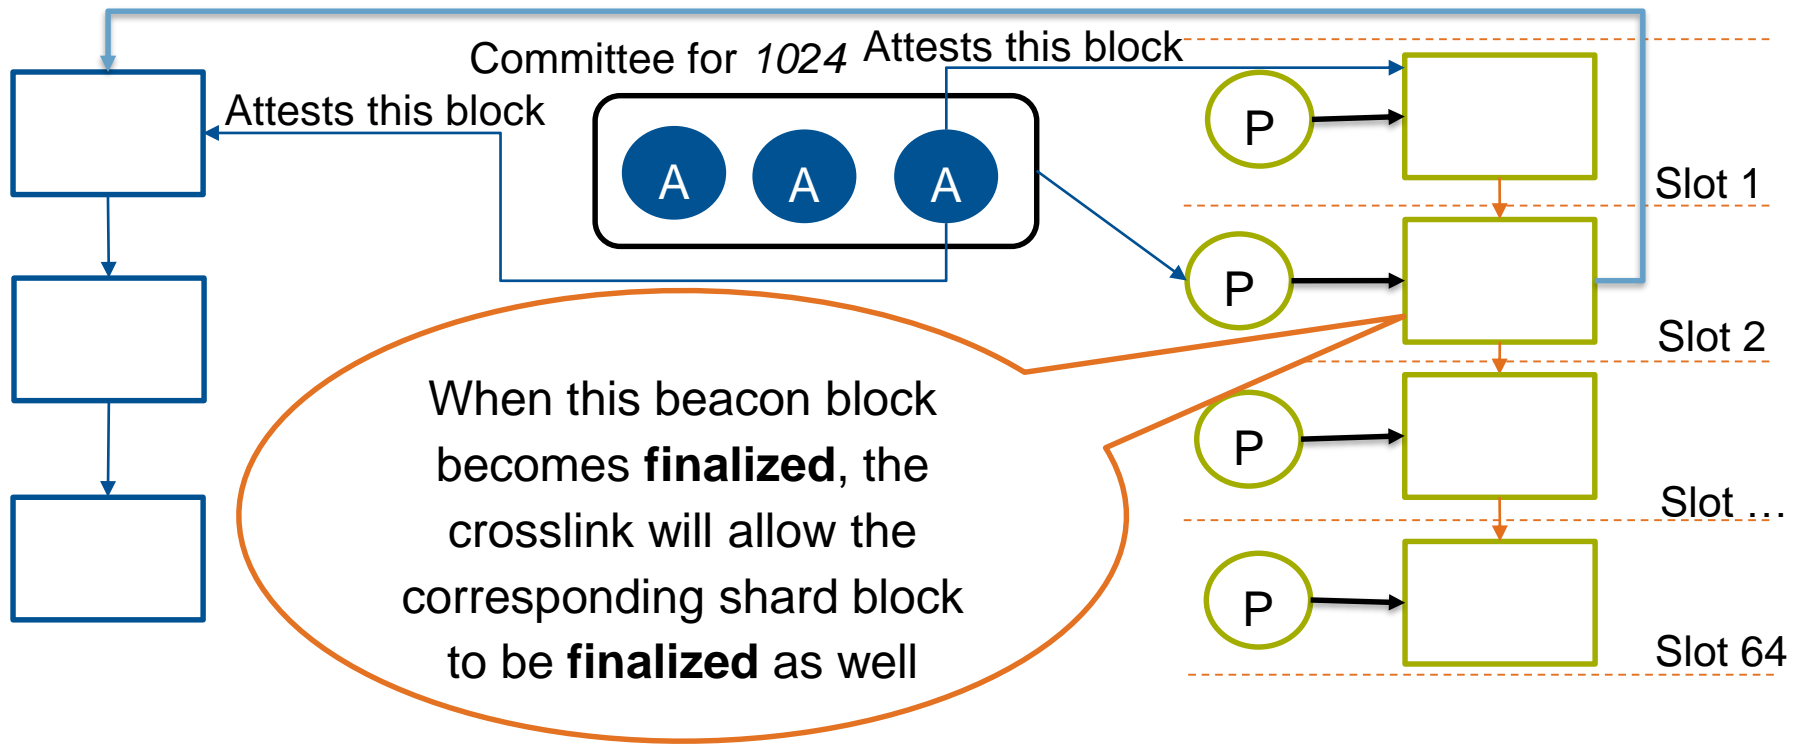 Committee for 1024
Attests this block
Attests this block
A A A
P
Slot 1
P
Slot 2
When this beacon block
becomes finalized, the
crosslink will allow the
corresponding shard block
to be finalized as well
P
Slot …
P
Slot 64